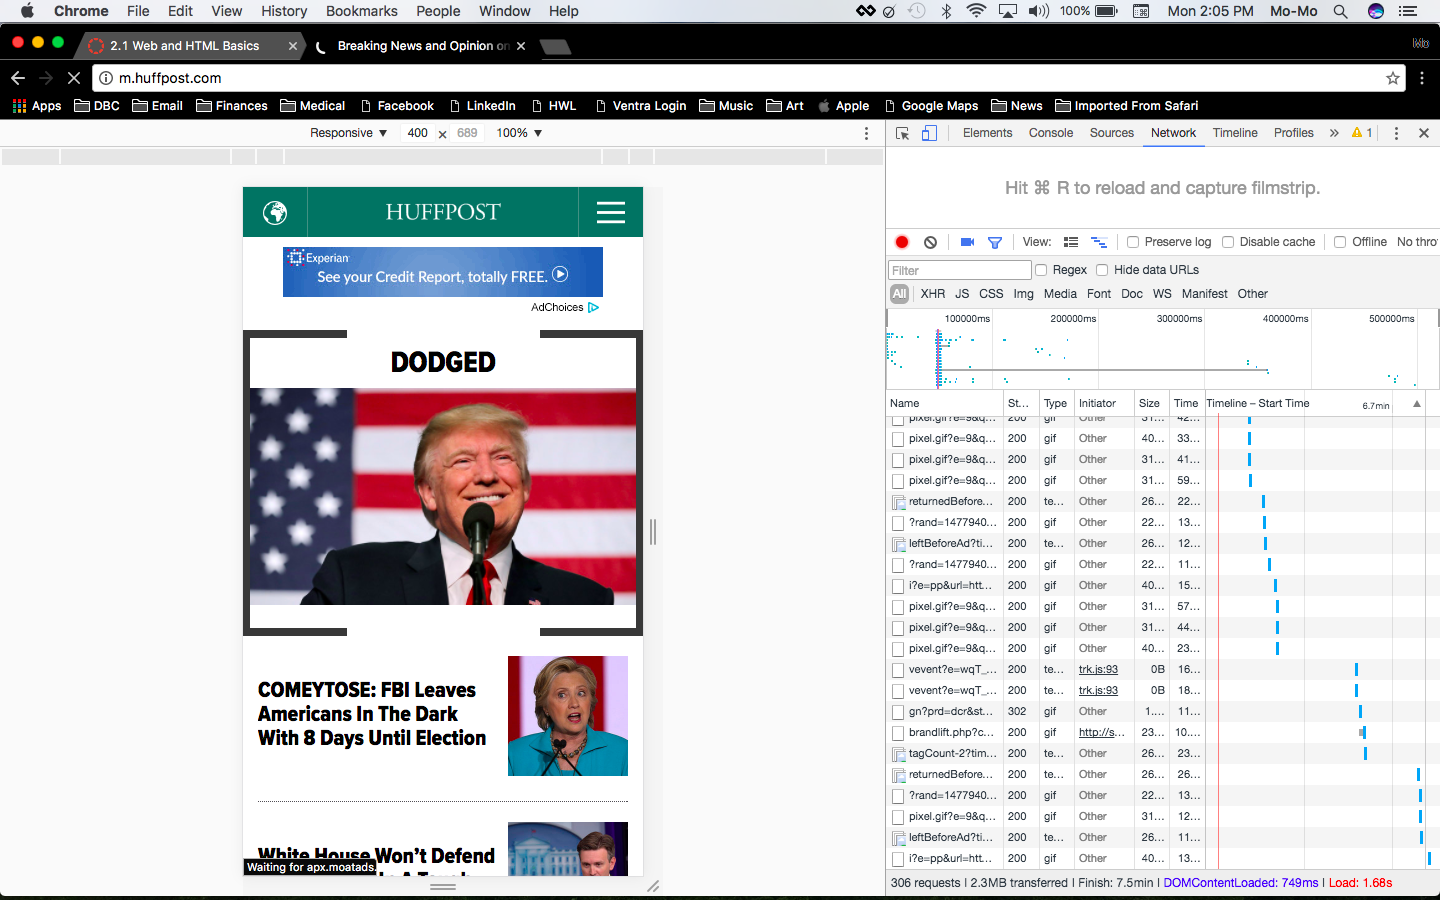 Chrome File Edit View History Bookmarks People Window Help 100% Mon 2:05 PM Mo-Mo
2.1 Web and HTML Basics Breaking News and Opinion on Mo
m.huffpost.com
Apps DBC Email Finances Medical Facebook LinkedIn HWL Ventra Login Music Art Apple Google Maps News Imported From Safari
Responsive ▼ 400 × 689 100% ▼
Elements Console Sources Network Timeline Profiles » 1
Hit ⌘ R to reload and capture filmstrip.
View: Preserve log Disable cache Offline No thro
Filter Regex Hide data URLs
All XHR JS CSS Img Media Font Doc WS Manifest Other
100000ms 200000ms 300000ms 400000ms 500000ms
Name St... Type Initiator Size Time Timeline – Start Time 6.7min
pixel.gif?e=9&q... 200 gif Other 31... 42...
pixel.gif?e=9&q... 200 gif Other 40... 33...
pixel.gif?e=9&q... 200 gif Other 31... 41...
pixel.gif?e=9&q... 200 gif Other 31... 59...
returnedBefore... 200 te... Other 26... 22...
?rand=1477940... 200 gif Other 22... 13...
leftBeforeAd?ti... 200 te... Other 26... 12...
?rand=1477940... 200 gif Other 22... 11...
i?e=pp&url=htt... 200 gif Other 40... 15...
pixel.gif?e=9&q... 200 gif Other 31... 57...
pixel.gif?e=9&q... 200 gif Other 31... 44...
pixel.gif?e=9&q... 200 gif Other 40... 23...
vevent?e=wqT_... 200 te... trk.js:93 0B 16...
vevent?e=wqT_... 200 te... trk.js:93 0B 18...
gn?prd=dcr&st... 302 gif Other 1.... 11...
brandlift.php?c... 200 gif http://s... 23... 10....
tagCount-2?tim... 200 te... Other 26... 23...
returnedBefore... 200 te... Other 26... 26...
?rand=1477940... 200 gif Other 22... 13...
pixel.gif?e=9&q... 200 gif Other 31... 12...
leftBeforeAd?ti... 200 te... Other 26... 11...
i?e=pp&url=htt... 200 gif Other 40... 13...
306 requests | 2.3MB transferred | Finish: 7.5min | DOMContentLoaded: 749ms | Load: 1.68s
HUFFPOST
Experian
See your Credit Report, totally FREE.
AdChoices
DODGED
COMEYTOSE: FBI Leaves
Americans In The Dark
With 8 Days Until Election
White House Won't Defend
Waiting for apx.moatads.